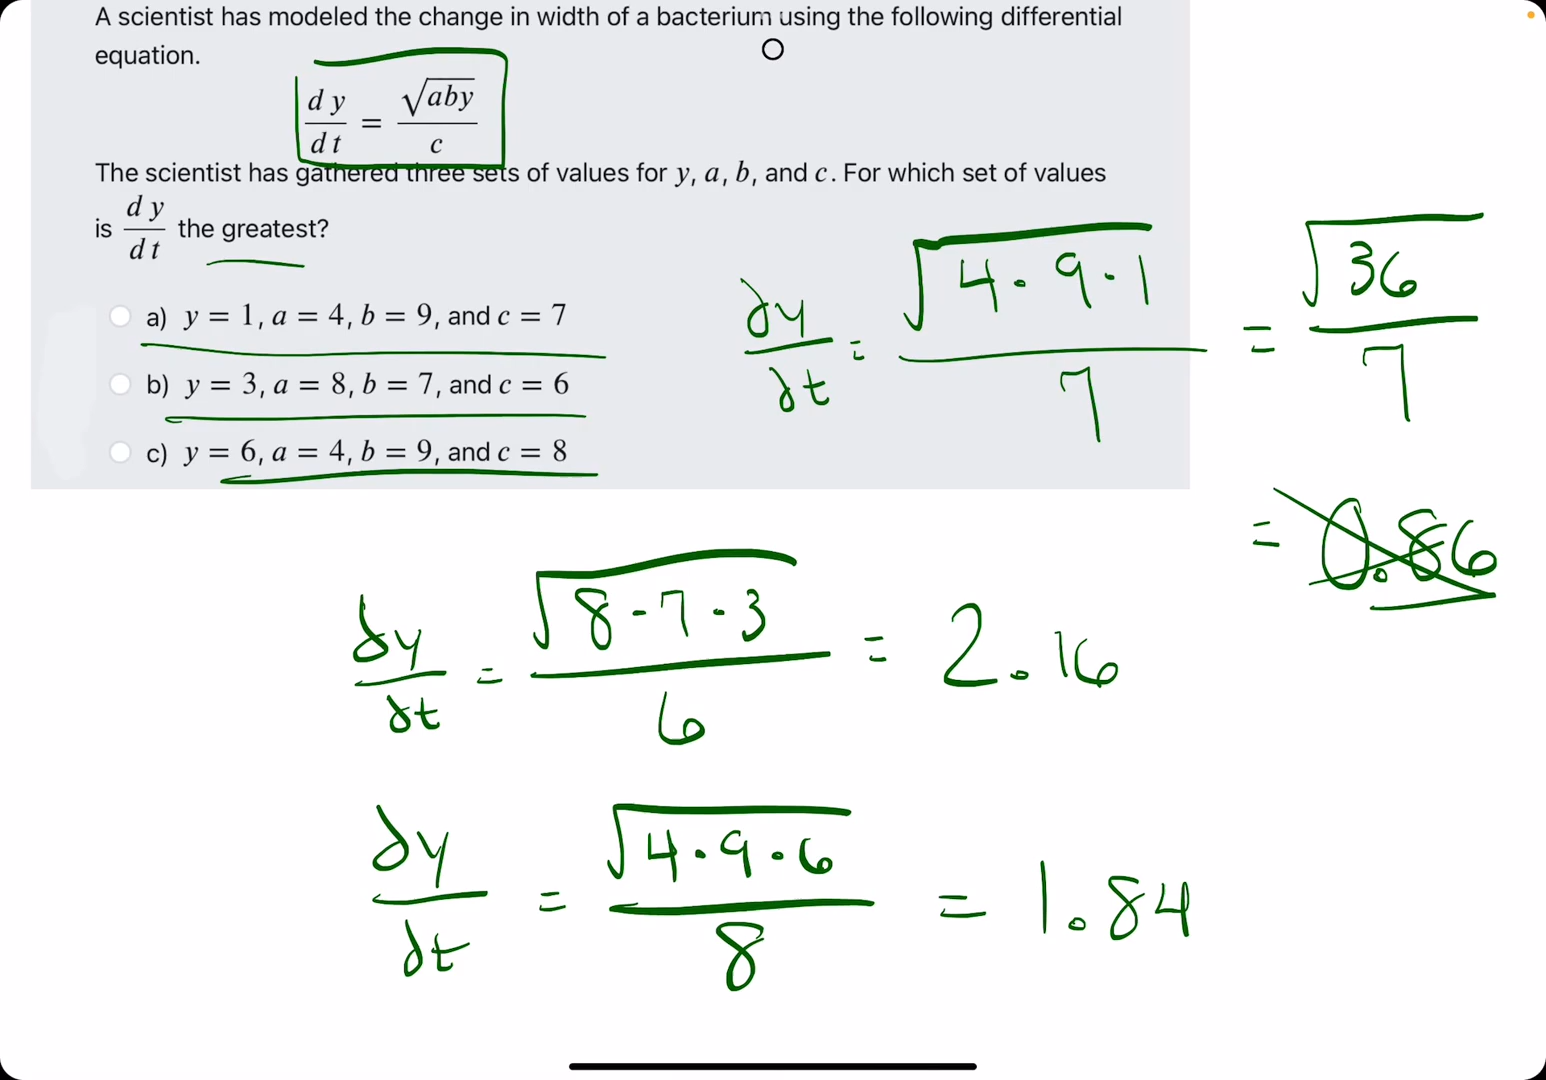 A scientist has modeled the change in width of a bacterium using the following differential
equation.
dy/dt = √(aby)/c
The scientist has gathered three sets of values for y, a, b, and c. For which set of values
is dy/dt the greatest?
a) y = 1, a = 4, b = 9, and c = 7
b) y = 3, a = 8, b = 7, and c = 6
c) y = 6, a = 4, b = 9, and c = 8
dy/dt = √(4·9·1)/7 = √36/7
= 0.86
dy/dt = √(8·7·3)/6 = 2.16
dy/dt = √(4·9·6)/8 = 1.84